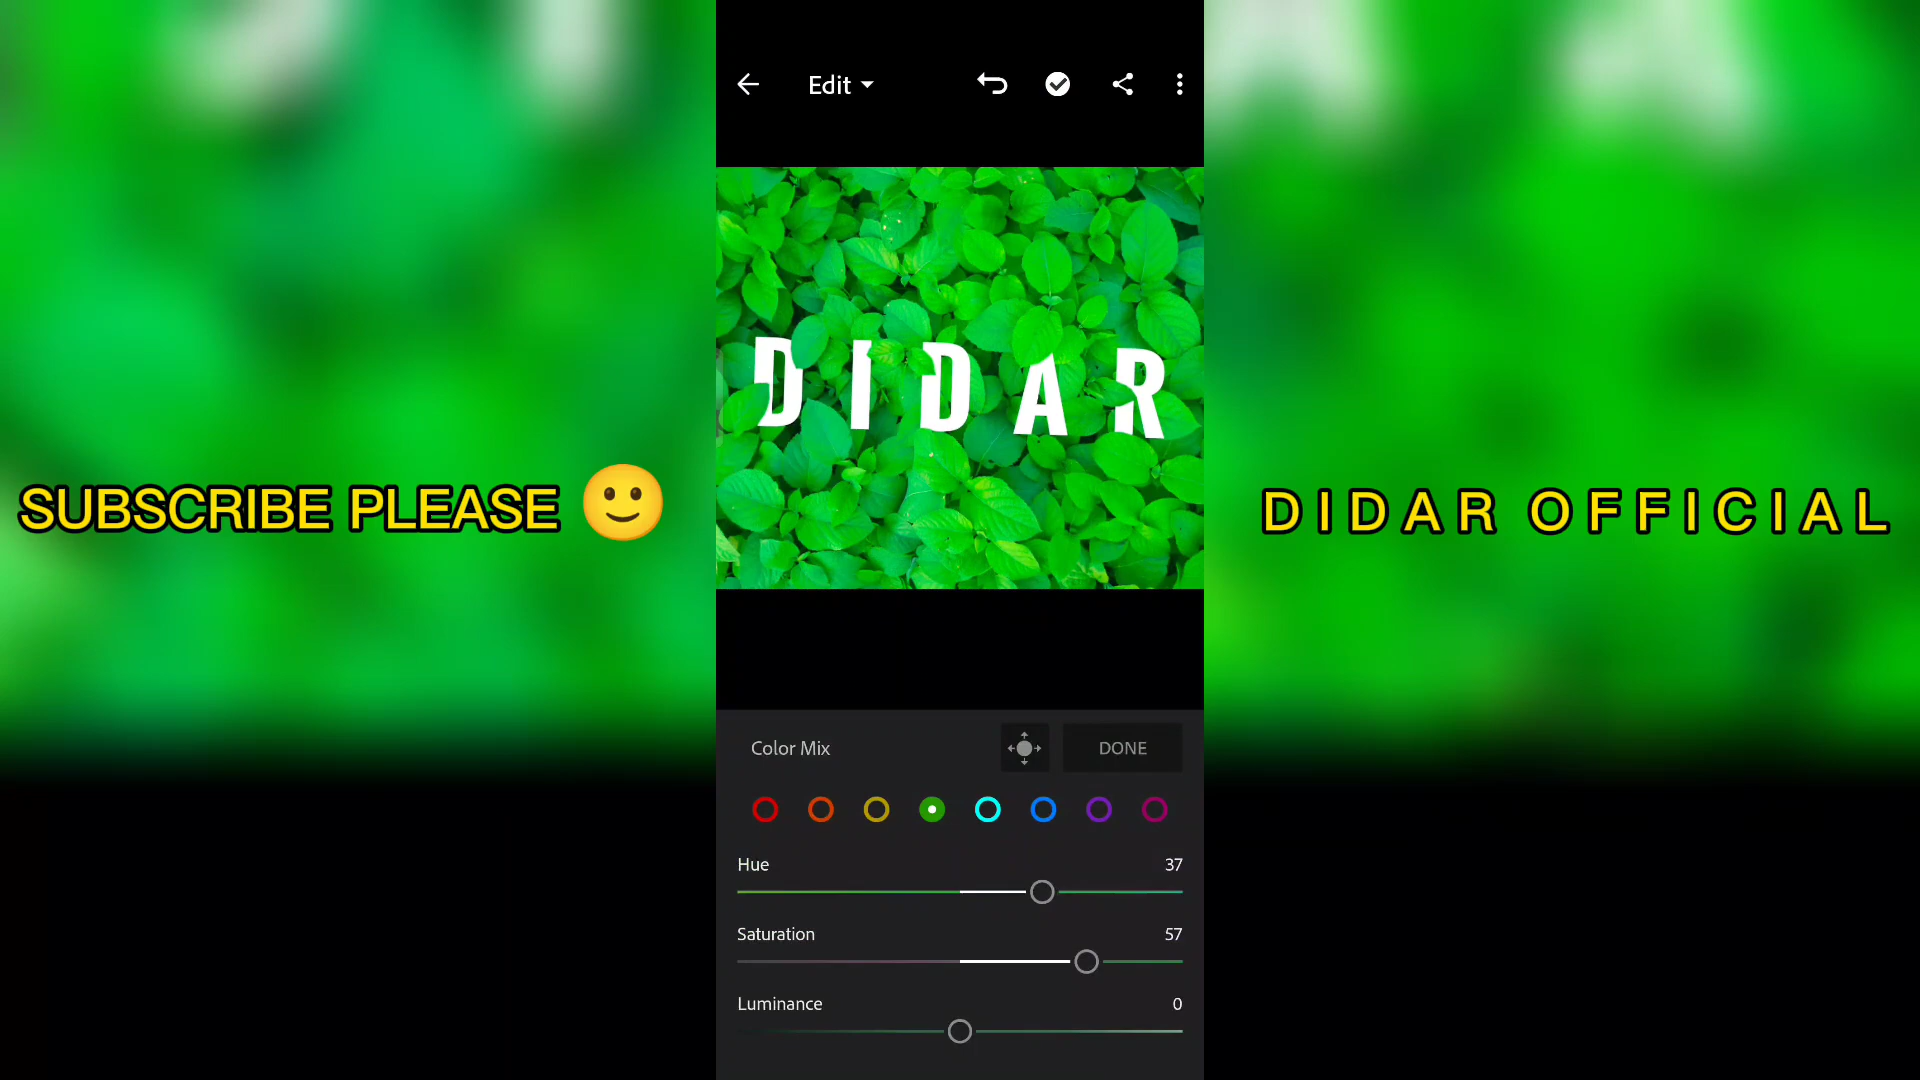 Edit
DIDAR
SUBSCRIBE PLEASE 🙂
DIDAR OFFICIAL
Color Mix
DONE
Hue 37
Saturation 57
Luminance 0